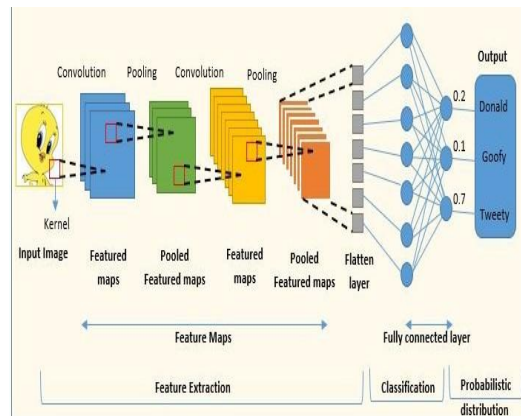 Output
Convolution
Pooling
Convolution
Pooling
0.2
Donald
0.1
Goofy
0.7
Tweety
Kernel
Input Image
Featured
maps
Pooled
Featured maps
Featured
maps
Pooled
Featured maps
Flatten
layer
Feature Maps
Fully connected layer
Feature Extraction
Classification
Probabilistic
distribution